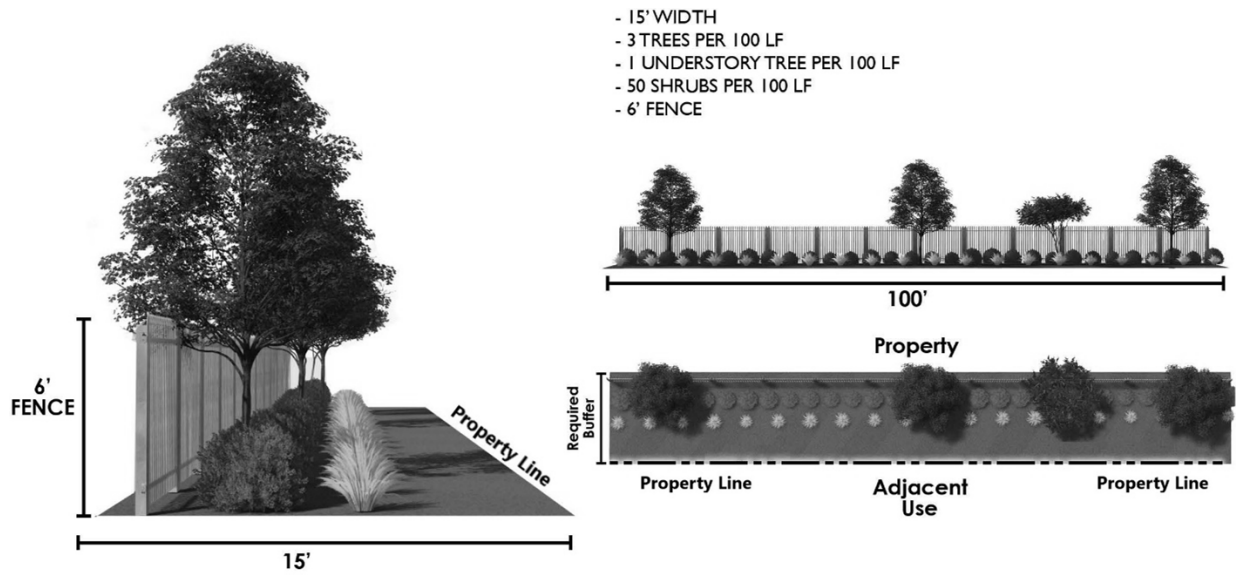 - 15' WIDTH
- 3 TREES PER 100 LF
- 1 UNDERSTORY TREE PER 100 LF
- 50 SHRUBS PER 100 LF
- 6' FENCE
6'
FENCE
Property Line
15'
100'
Property
Required
Buffer
Property Line
Adjacent
Use
Property Line